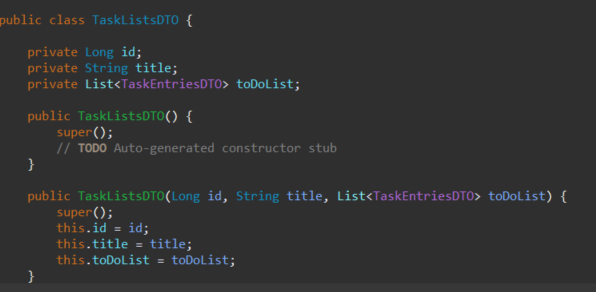 public class TaskListsDTO {
private Long id;
private String title;
private List<TaskEntriesDTO> toDoList;
public TaskListsDTO() {
super();
// TODO Auto-generated constructor stub
}
public TaskListsDTO(Long id, String title, List<TaskEntriesDTO> toDoList) {
super();
this.id = id;
this.title = title;
this.toDoList = toDoList;
}